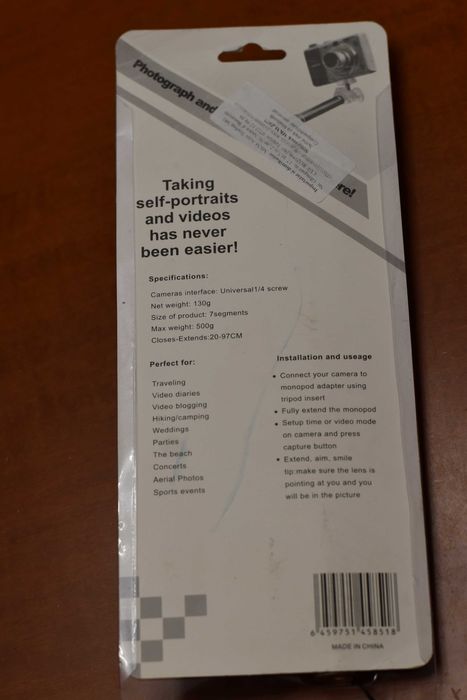 Photograph and
re!
Taking
self-portraits
and videos
has never
been easier!
Specifications:
Cameras interface: Universal1/4 screw
Net weight: 130g
Size of product: 7segments
Max weight: 500g
Closes-Extends:20-97CM
Perfect for:
Traveling
Video diaries
Video blogging
Hiking/camping
Weddings
Parties
The beach
Concerts
Aerial Photos
Sports events
Installation and useage
• Connect your camera to
monopod adapter using
tripod insert
• Fully extend the monopod
• Setup time or video mode
on camera and press
capture button
• Extend, aim, smile
tip:make sure the lens is
pointing at you and you
will be in the picture
6 459751 458518
MADE IN CHINA